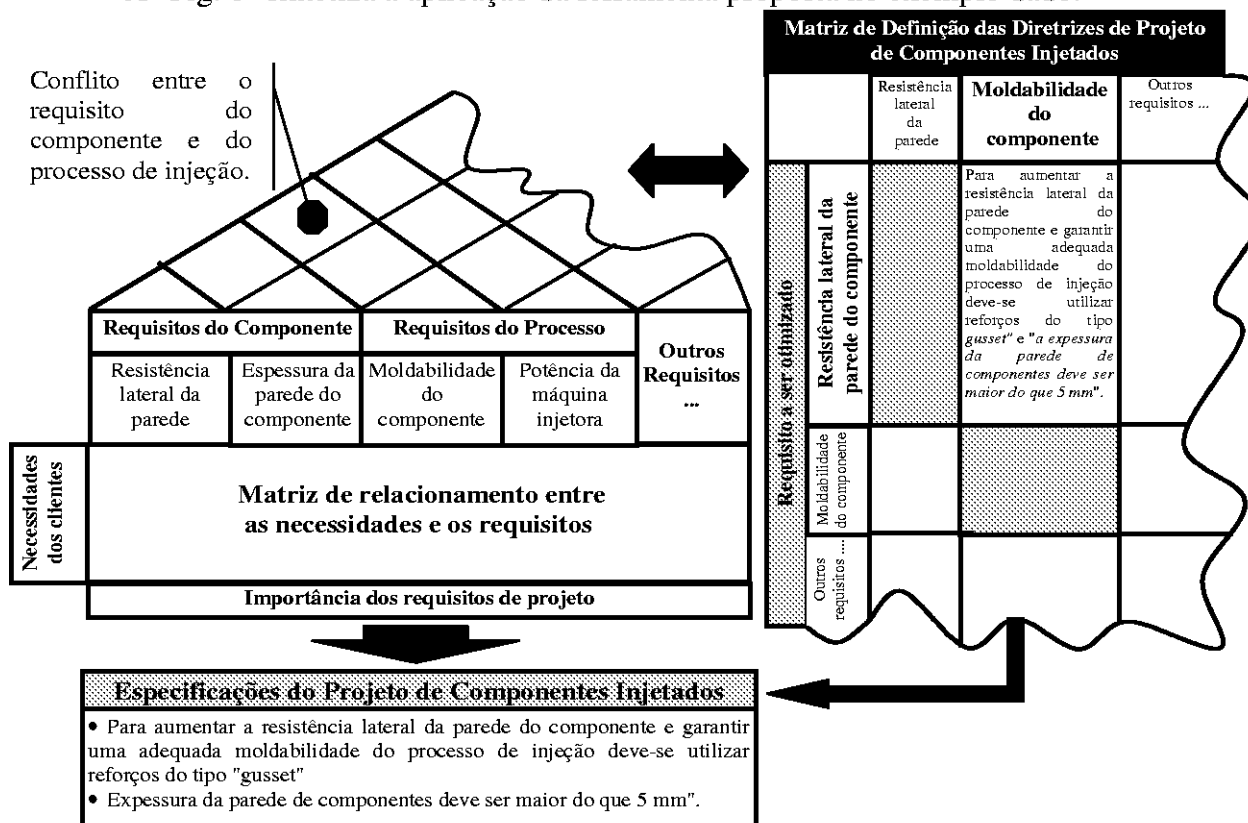 Conflito entre o
requisito do
componente e do
processo de injeção.
Requisitos do Componente
Requisitos do Processo
Outros
Requisitos
...
Resistência
lateral da
parede
Espessura da
parede do
componente
Moldabilidade
do
componente
Potência da
máquina
injetora
Necessidades
dos clientes
Matriz de relacionamento entre
as necessidades e os requisitos
Importância dos requisitos de projeto
Matriz de Definição das Diretrizes de Projeto
de Componentes Injetados
Resistência
lateral
da
parede
Moldabilidade
do
componente
Outros
requisitos ...
Requisito a ser otimizado
Resistência lateral da
parede do componente
Para aumentar a
resistência lateral da
parede do
componente e garantir
uma adequada
moldabilidade do
processo de injeção
deve-se utilizar
reforços do tipo
gusset" e "a expessura
da parede de
componentes deve ser
maior do que 5 mm".
Moldabilidade
do componente
Outros
requisitos ....
Especificações do Projeto de Componentes Injetados
• Para aumentar a resistência lateral da parede do componente e garantir
uma adequada moldabilidade do processo de injeção deve-se utilizar
reforços do tipo "gusset"
• Expessura da parede de componentes deve ser maior do que 5 mm".